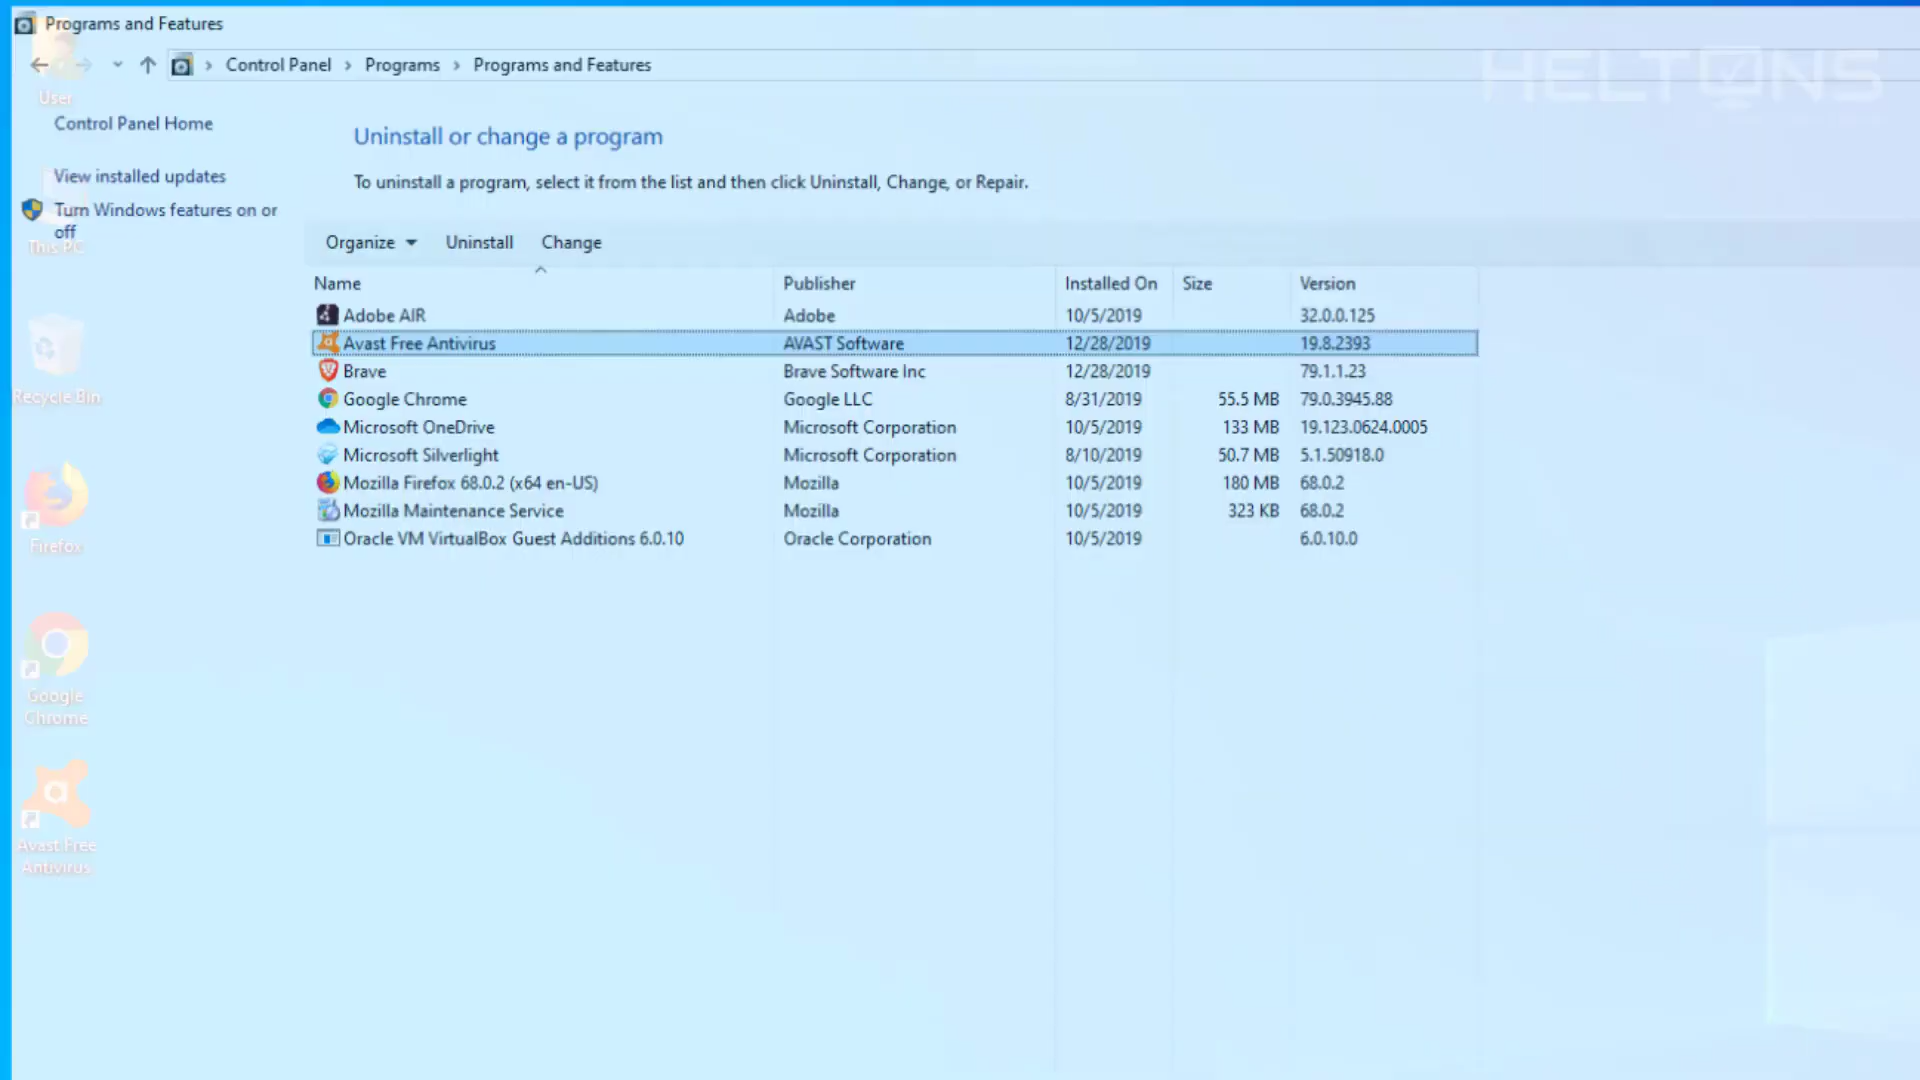 Programs and Features
Control Panel > Programs > Programs and Features
HELTONS
User
Control Panel Home
View installed updates
Turn Windows features on or
off
This PC
Recycle Bin
Firefox
Google
Chrome
Avast Free
Antivirus
Uninstall or change a program
To uninstall a program, select it from the list and then click Uninstall, Change, or Repair.
Organize Uninstall Change
Name Publisher Installed On Size Version
Adobe AIR Adobe 10/5/2019 32.0.0.125
Avast Free Antivirus AVAST Software 12/28/2019 19.8.2393
Brave Brave Software Inc 12/28/2019 79.1.1.23
Google Chrome Google LLC 8/31/2019 55.5 MB 79.0.3945.88
Microsoft OneDrive Microsoft Corporation 10/5/2019 133 MB 19.123.0624.0005
Microsoft Silverlight Microsoft Corporation 8/10/2019 50.7 MB 5.1.50918.0
Mozilla Firefox 68.0.2 (x64 en-US) Mozilla 10/5/2019 180 MB 68.0.2
Mozilla Maintenance Service Mozilla 10/5/2019 323 KB 68.0.2
Oracle VM VirtualBox Guest Additions 6.0.10 Oracle Corporation 10/5/2019 6.0.10.0